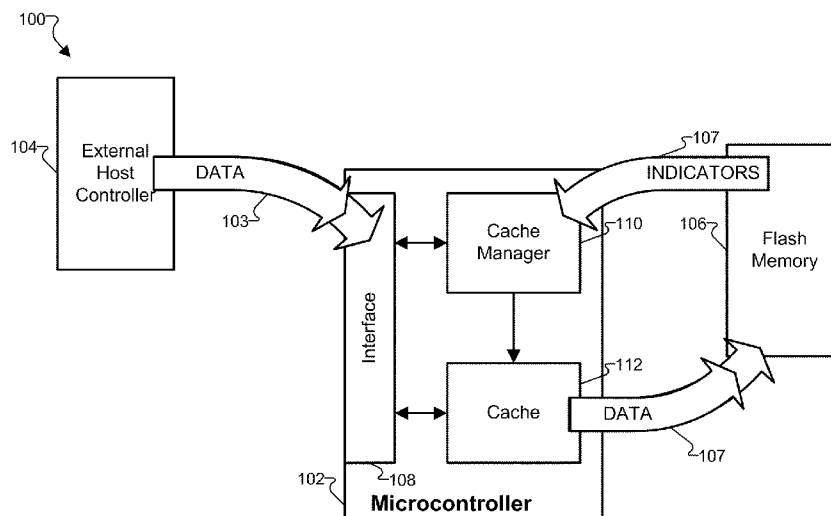 100
104
External
Host
Controller
DATA
103
107
INDICATORS
106
Flash
Memory
Cache
Manager
110
Interface
112
Cache
DATA
107
108
102
Microcontroller